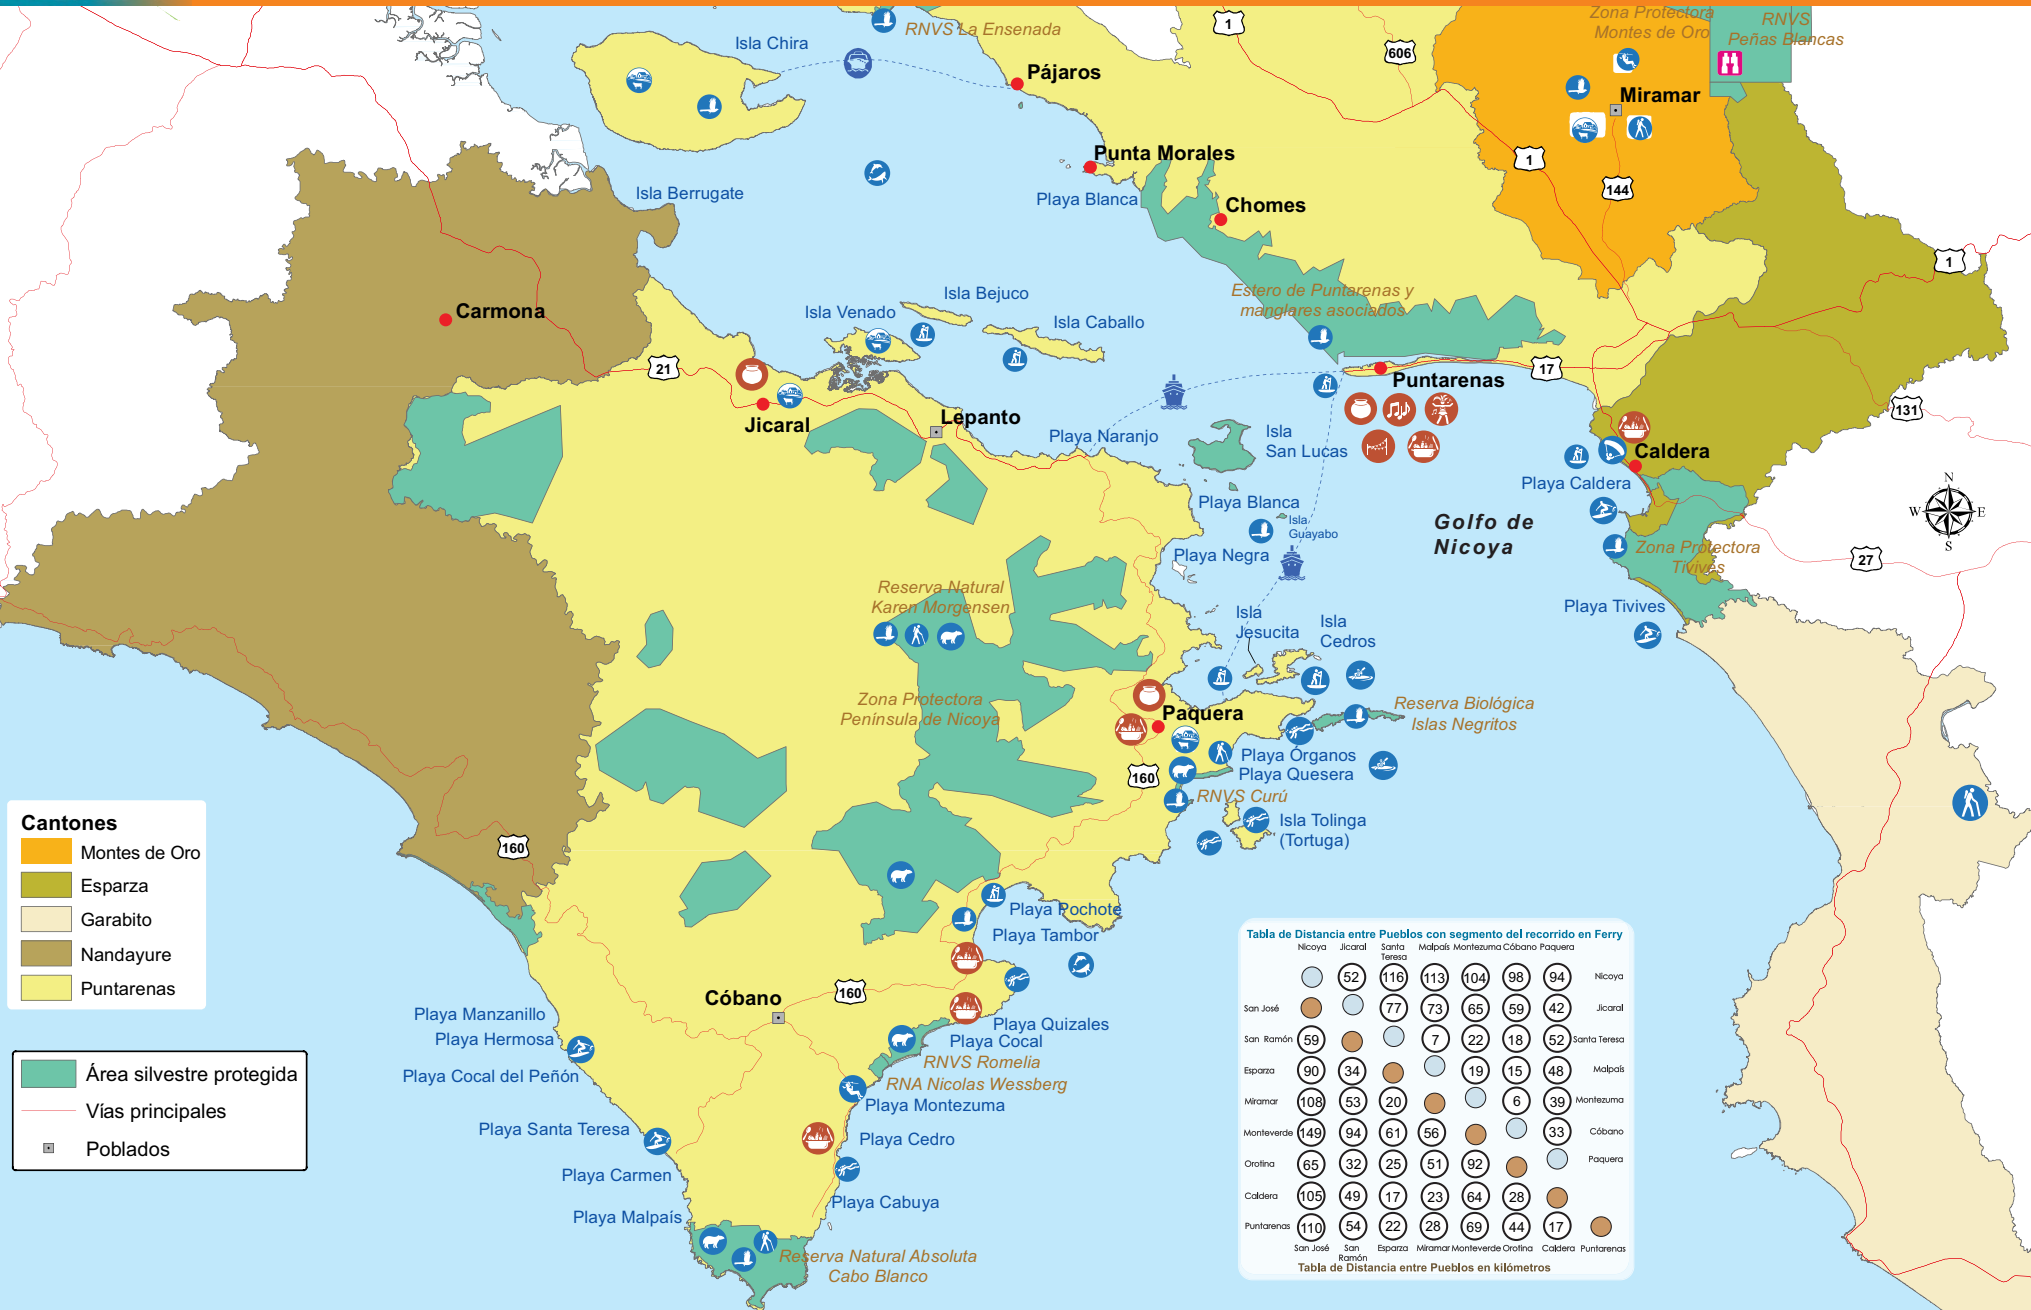 Zona Protectora
Montes de Oro
RNVS
Peñas Blancas
RNVS La Ensenada
Isla Chira
1
606
Pájaros
Miramar
Punta Morales
1
144
Isla Berrugate
Playa Blanca
Chomes
1
Carmona
Isla Bejuco
Isla Venado
Isla Caballo
Estero de Puntarenas y
manglares asociados
21
17
Puntarenas
131
Jicaral
Lepanto
Playa Naranjo
Isla
San Lucas
Caldera
Playa Caldera
Playa Blanca
Isla
Guayabo
Golfo de
Nicoya
N
W
E
S
Playa Negra
Zona Protectora
Tivives
27
Reserva Natural
Karen Morgensen
Playa Tivives
Isla
Jesucita
Isla
Cedros
Zona Protectora
Península de Nicoya
Paquera
Reserva Biológica
Islas Negritos
160
Playa Órganos
Playa Quesera
RNVS Curú
Isla Tolinga
(Tortuga)
160
Cantones
Montes de Oro
Esparza
Garabito
Nandayure
Puntarenas
Playa Pochote
Playa Tambor
Cóbano
160
Playa Manzanillo
Playa Hermosa
Playa Quizales
Playa Cocal
RNVS Romelia
RNA Nicolas Wessberg
Playa Cocal del Peñón
Playa Montezuma
Área silvestre protegida
Vías principales
Poblados
Playa Santa Teresa
Playa Cedro
Playa Carmen
Playa Cabuya
Playa Malpaís
Reserva Natural Absoluta
Cabo Blanco
Tabla de Distancia entre Pueblos con segmento del recorrido en Ferry
Nicoya Jicaral Santa Teresa Malpaís Montezuma Cóbano Paquera
52 116 113 104 98 94 Nicoya
San José 77 73 65 59 42 Jicaral
San Ramón 59 7 22 18 52 Santa Teresa
Esparza 90 34 19 15 48 Malpaís
Miramar 108 53 20 6 39 Montezuma
Monteverde 149 94 61 56 33 Cóbano
Orotina 65 32 25 51 92 Paquera
Caldera 105 49 17 23 64 28
Puntarenas 110 54 22 28 69 44 17
San José San Ramón Esparza Miramar Monteverde Orotina Caldera Puntarenas
Tabla de Distancia entre Pueblos en kilómetros